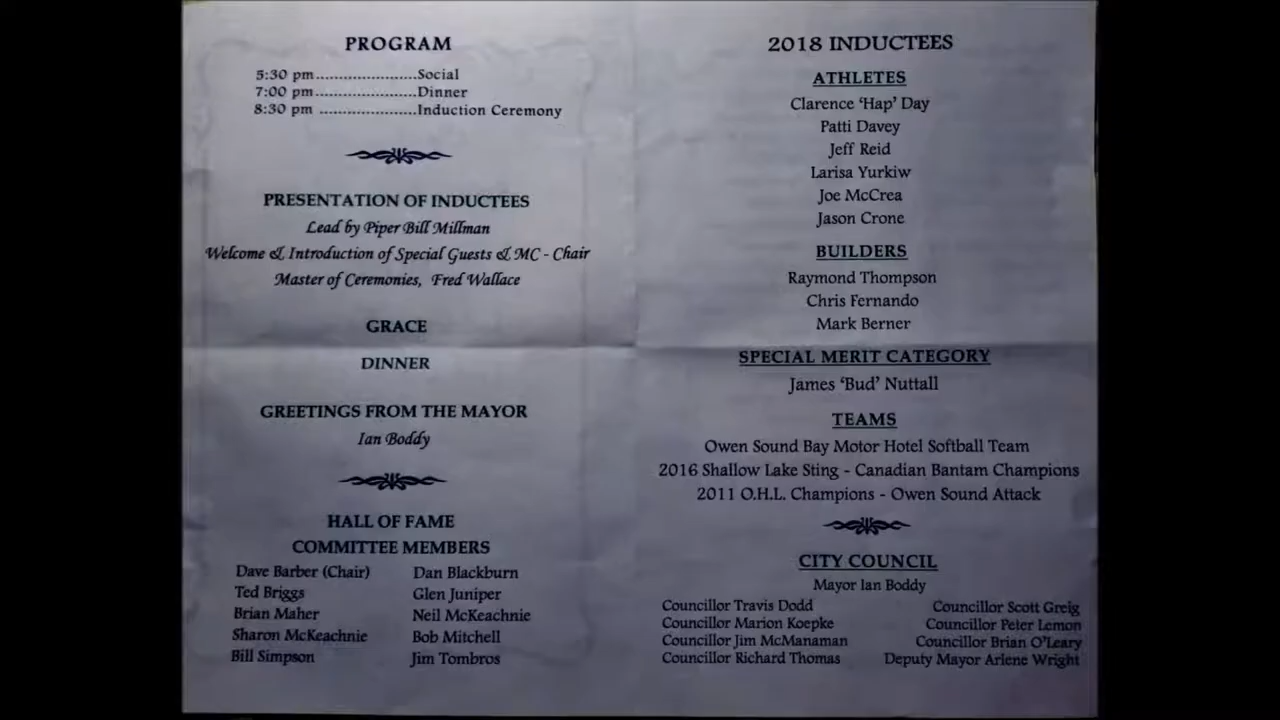 PROGRAM
5:30 pm......................Social
7:00 pm......................Dinner
8:30 pm .....................Induction Ceremony
PRESENTATION OF INDUCTEES
Lead by Piper Bill Millman
Welcome & Introduction of Special Guests & MC - Chair
Master of Ceremonies, Fred Wallace
GRACE
DINNER
GREETINGS FROM THE MAYOR
Ian Boddy
HALL OF FAME
COMMITTEE MEMBERS
Dave Barber (Chair) Dan Blackburn
Ted Briggs Glen Juniper
Brian Maher Neil McKeachnie
Sharon McKeachnie Bob Mitchell
Bill Simpson Jim Tombros
2018 INDUCTEES
ATHLETES
Clarence ‘Hap’ Day
Patti Davey
Jeff Reid
Larisa Yurkiw
Joe McCrea
Jason Crone
BUILDERS
Raymond Thompson
Chris Fernando
Mark Berner
SPECIAL MERIT CATEGORY
James ‘Bud’ Nuttall
TEAMS
Owen Sound Bay Motor Hotel Softball Team
2016 Shallow Lake Sting - Canadian Bantam Champions
2011 O.H.L. Champions - Owen Sound Attack
CITY COUNCIL
Mayor Ian Boddy
Councillor Travis Dodd Councillor Scott Greig
Councillor Marion Koepke Councillor Peter Lemon
Councillor Jim McManaman Councillor Brian O’Leary
Councillor Richard Thomas Deputy Mayor Arlene Wright